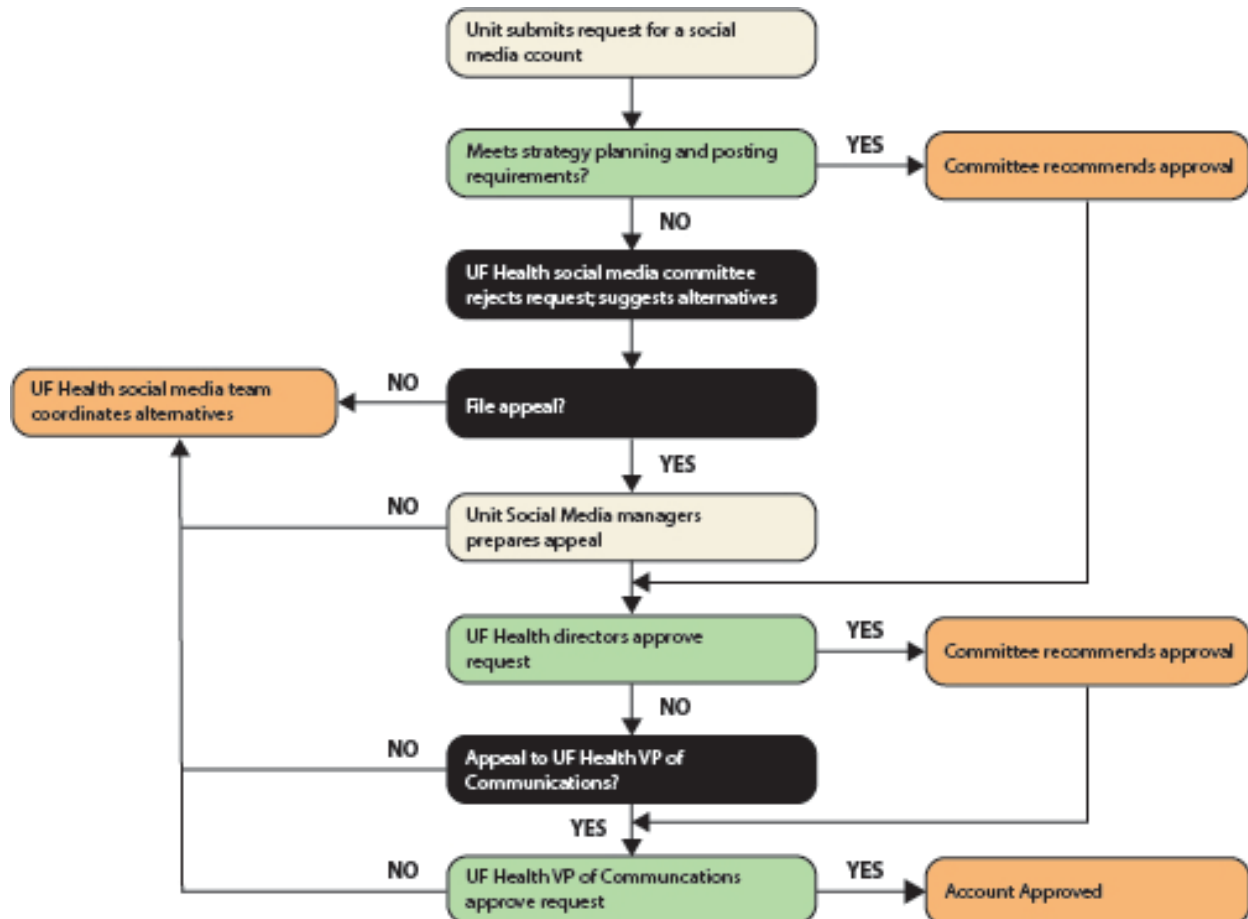 Unit submits request for a social
media ccount
Meets strategy planning and posting
requirements?
YES
Committee recommends approval
NO
UF Health social media committee
rejects request; suggests alternatives
UF Health social media team
coordinates alternatives
NO
File appeal?
YES
NO
Unit Social Media managers
prepares appeal
UF Health directors approve
request
YES
Committee recommends approval
NO
NO
Appeal to UF Health VP of
Communications?
YES
NO
UF Health VP of Communcations
approve request
YES
Account Approved